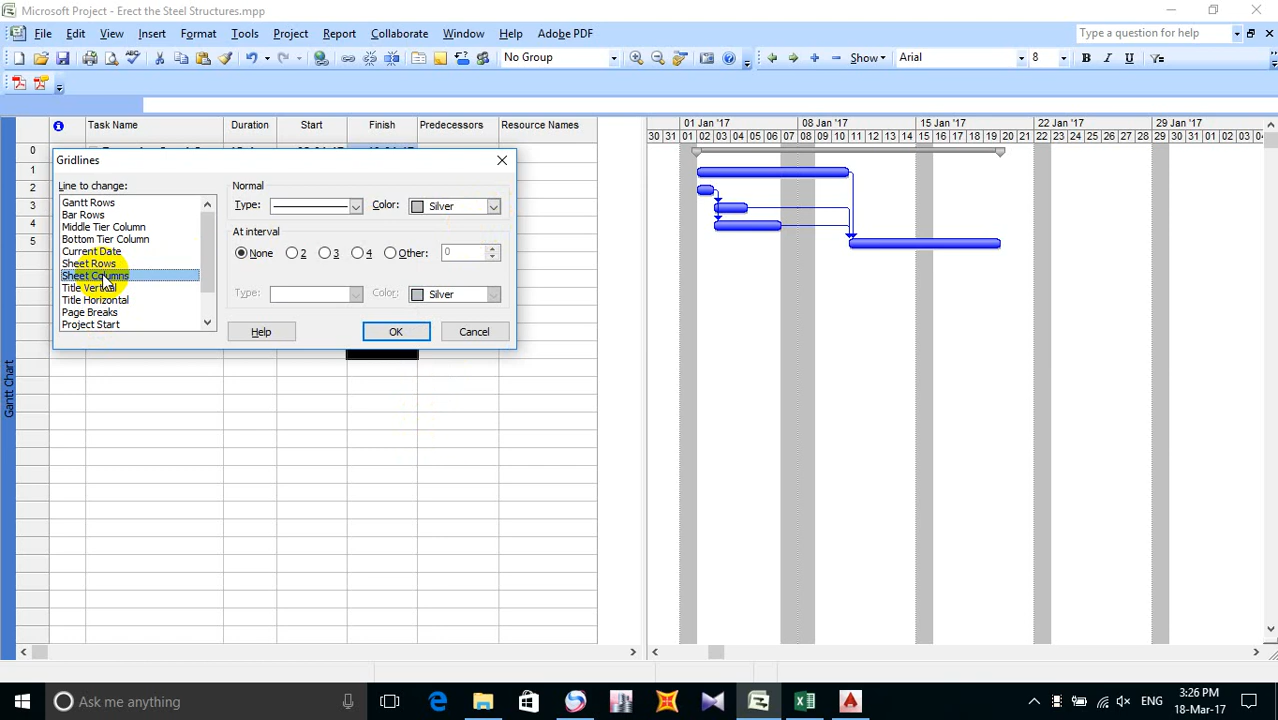 Microsoft Project - Erect the Steel Structures.mpp
File Edit View Insert Format Tools Project Report Collaborate Window Help Adobe PDF
Type a question for help
No Group
Show
Arial
8
B I U
Task Name Duration Start Finish Predecessors Resource Names
01 Jan '17 08 Jan '17 15 Jan '17 22 Jan '17 29 Jan '17
30 31 01 02 03 04 05 06 07 08 09 10 11 12 13 14 15 16 17 18 19 20 21 22 23 24 25 26 27 28 29 30 31 01 02 03 04
0
1
2
3
4
5
Gridlines
Line to change:
Gantt Rows
Bar Rows
Middle Tier Column
Bottom Tier Column
Current Date
Sheet Rows
Sheet Columns
Title Vertical
Title Horizontal
Page Breaks
Project Start
Normal
Type:
Color: Silver
At interval
None 2 3 4 Other: 0
Type:
Color: Silver
Help OK Cancel
Gantt Chart
Ask me anything
ENG
3:26 PM
18-Mar-17